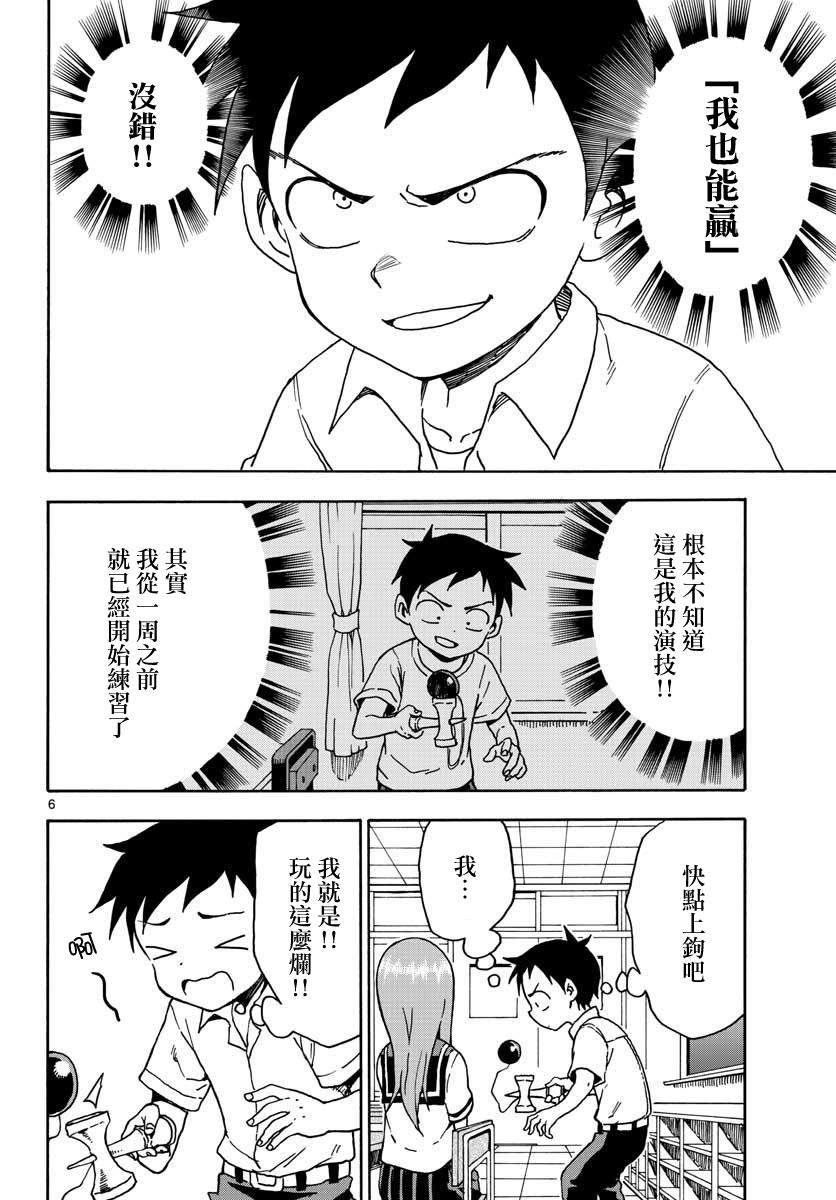 「我也能贏」
沒錯!!
根本不知道
這是我的演技!!
其實
我從一周之前
就已經開始練習了
6
快點上鉤吧
我…
我就是!!
玩的這麼爛!!